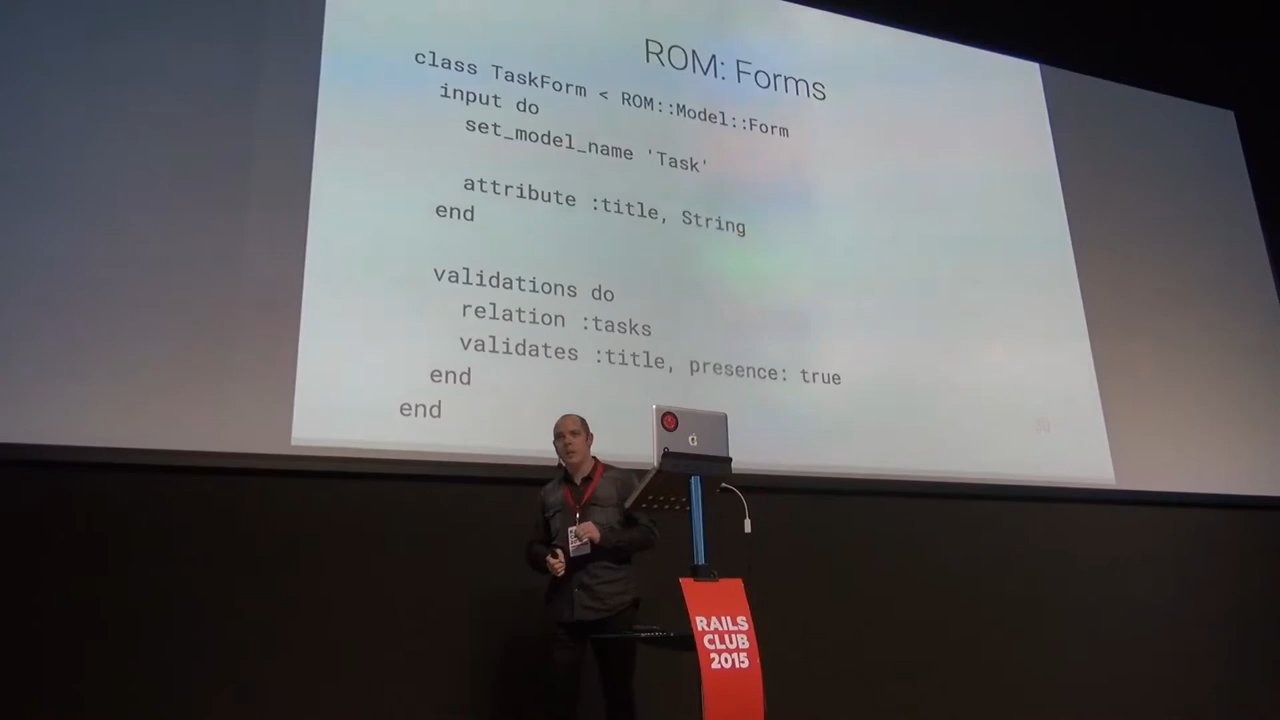 ROM: Forms
class TaskForm < ROM::Model::Form
input do
set_model_name 'Task'
attribute :title, String
end
validations do
relation :tasks
validates :title, presence: true
end
end
RAILS
CLUB
2015